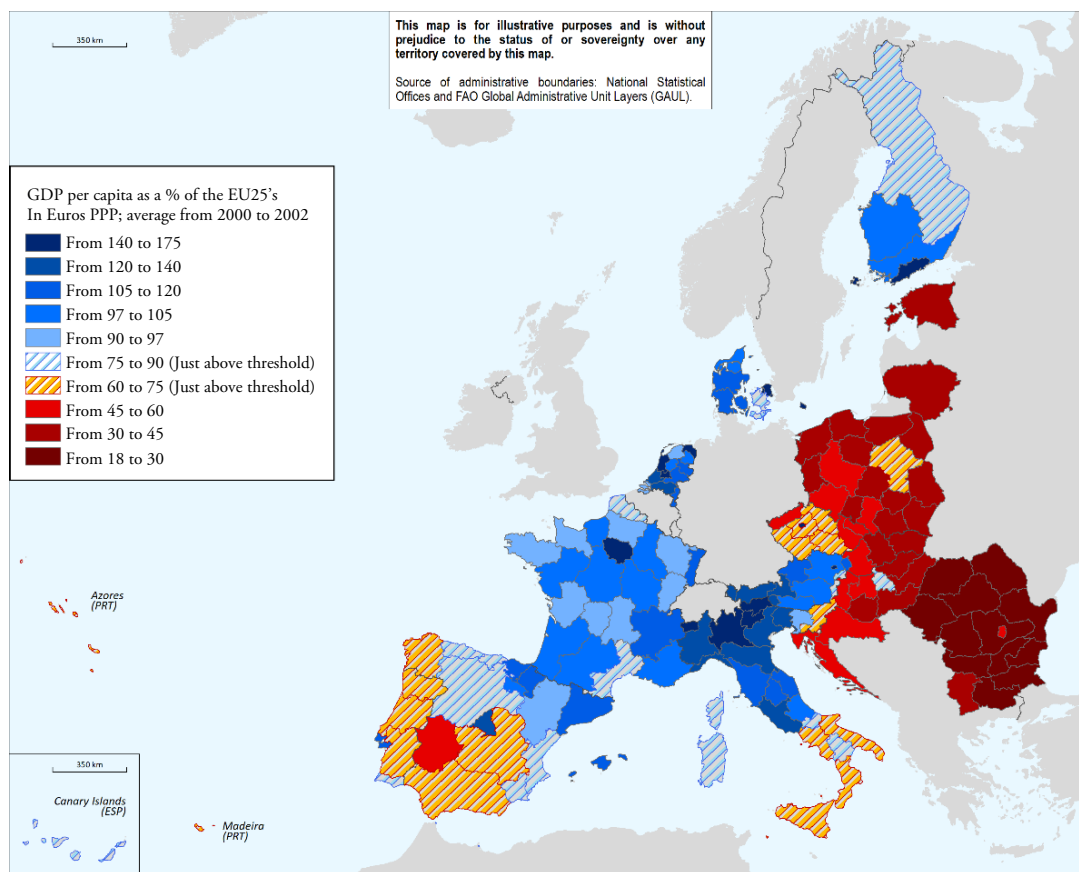 This map is for illustrative purposes and is without
prejudice to the status of or sovereignty over any
territory covered by this map.
Source of administrative boundaries: National Statistical
Offices and FAO Global Administrative Unit Layers (GAUL).
350 km
GDP per capita as a % of the EU25's
In Euros PPP; average from 2000 to 2002
From 140 to 175
From 120 to 140
From 105 to 120
From 97 to 105
From 90 to 97
From 75 to 90 (Just above threshold)
From 60 to 75 (Just above threshold)
From 45 to 60
From 30 to 45
From 18 to 30
Azores
(PRT)
350 km
Canary Islands
(ESP)
Madeira
(PRT)